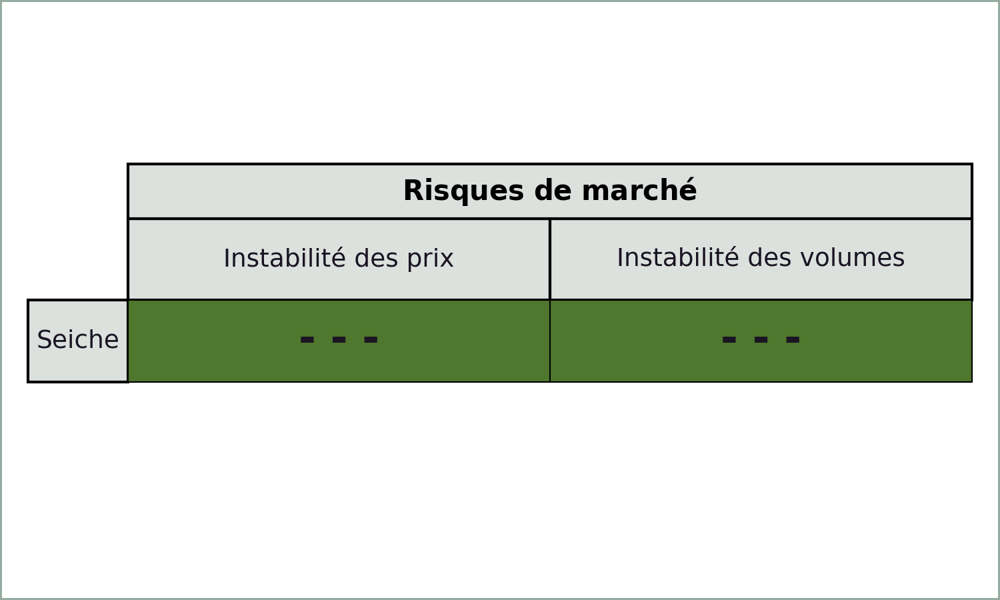 Risques de marché
Instabilité des prix
Instabilité des volumes
Seiche
- - -
- - -